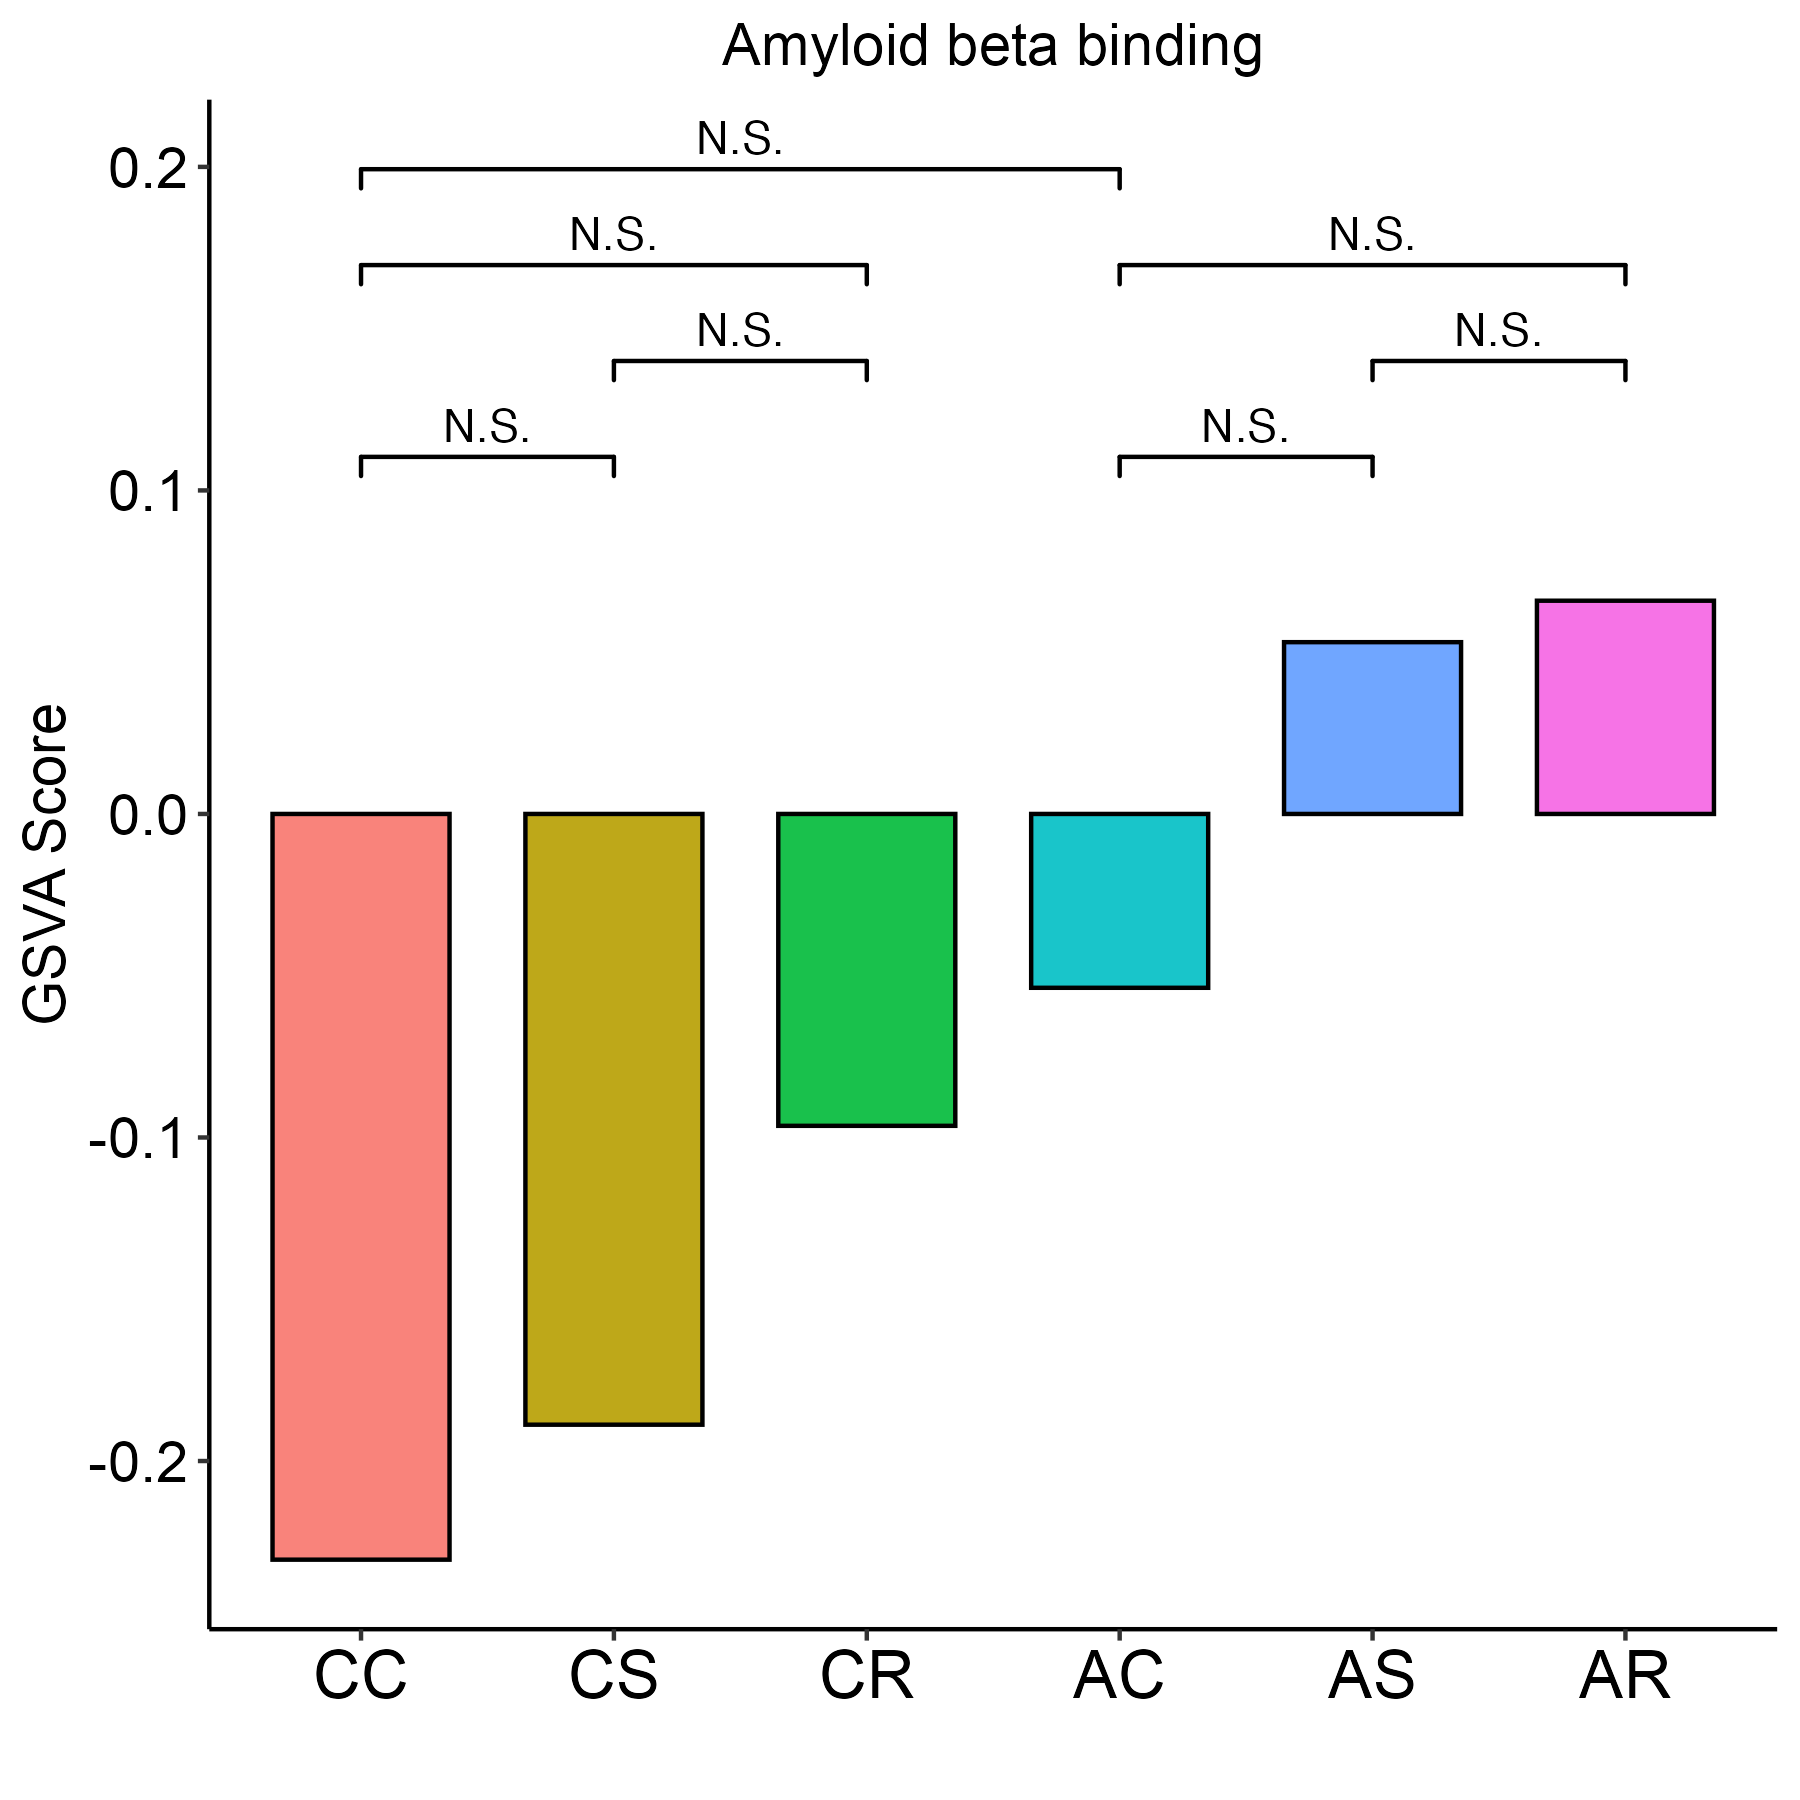 Amyloid beta binding
N.S.
N.S.
N.S.
N.S.
N.S.
N.S.
N.S.
0.2
0.1
0.0
-0.1
-0.2
GSVA Score
CC
CS
CR
AC
AS
AR